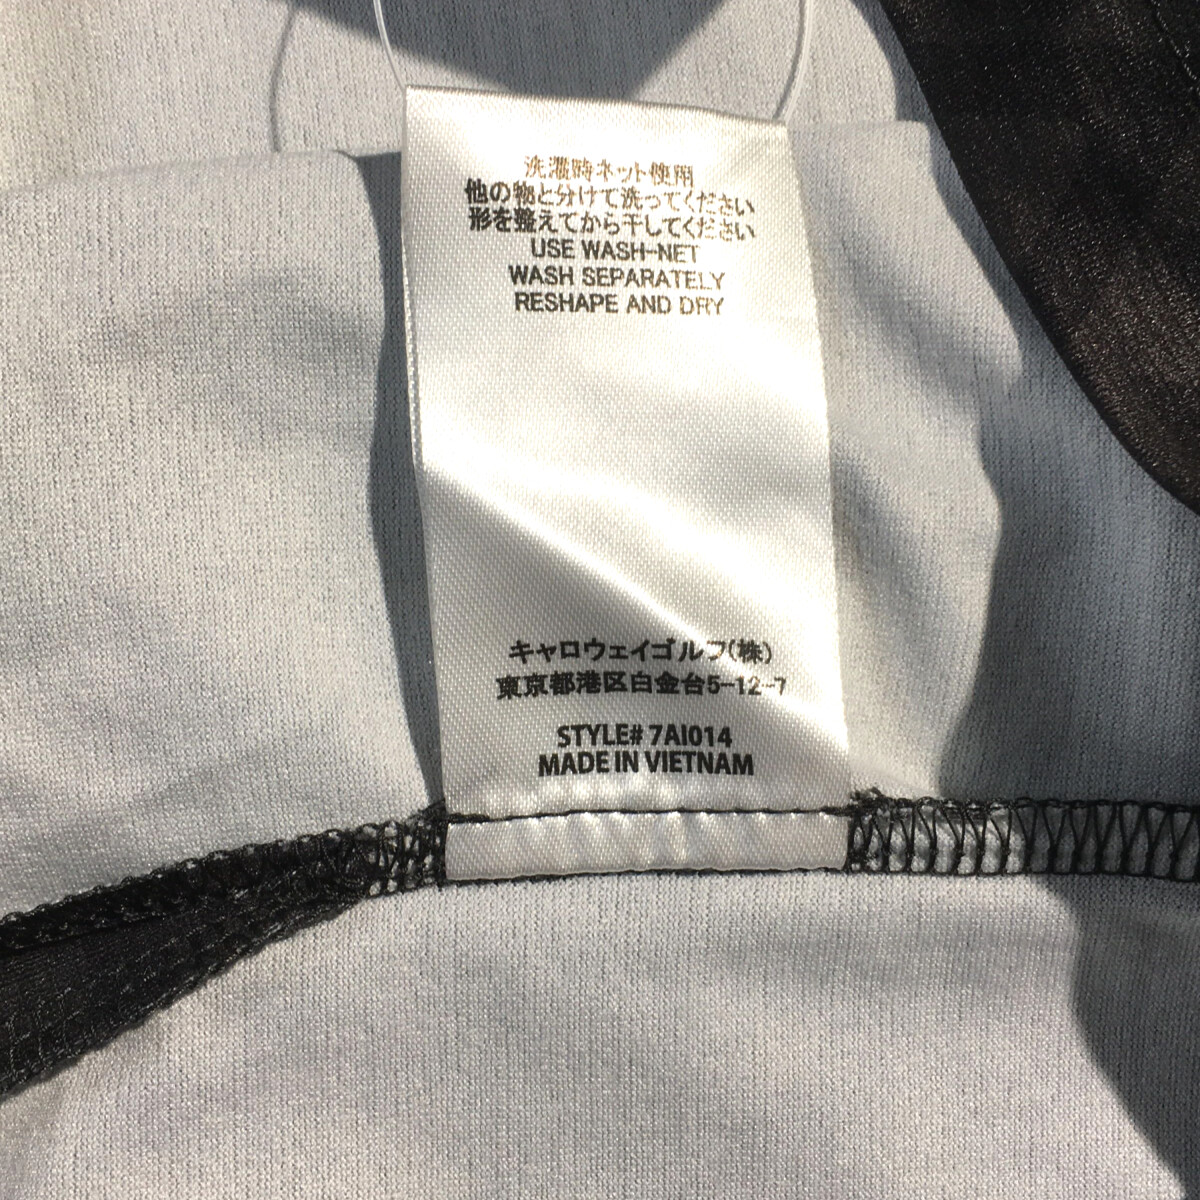 洗濯時ネット使用
他の物と分けて洗ってください
形を整えてから干してください
USE WASH-NET
WASH SEPARATELY
RESHAPE AND DRY
キャロウェイゴルフ(株)
東京都港区白金台5-12-7
STYLE# 7AI014
MADE IN VIETNAM